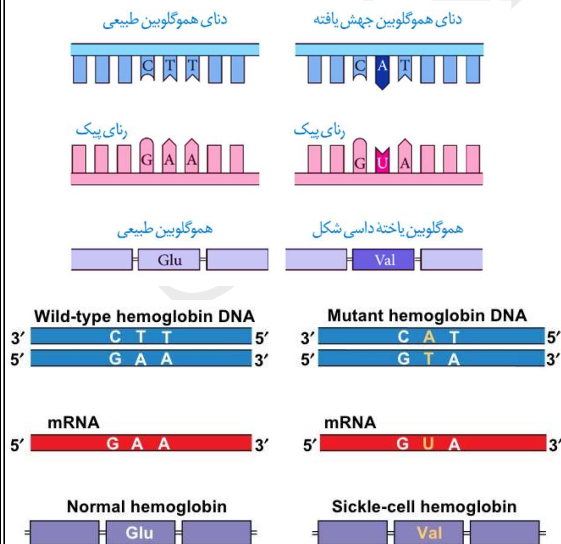 دنای هموگلوبین طبیعی
دنای هموگلوبین جهش یافته
C T T
C A T
رنای پیک
رنای پیک
G A A
G U A
هموگلوبین طبیعی
هموگلوبین یاختهٔ داسی شکل
Glu
Val
Wild-type hemoglobin DNA
Mutant hemoglobin DNA
3′ C T T 5′
3′ C A T 5′
5′ G A A 3′
5′ G T A 3′
mRNA
mRNA
5′ G A A 3′
5′ G U A 3′
Normal hemoglobin
Sickle-cell hemoglobin
Glu
Val